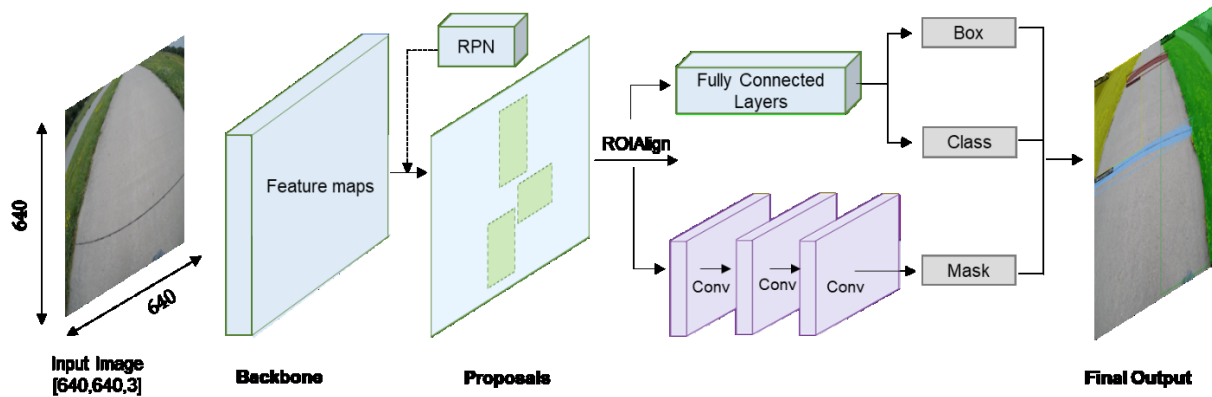 640
640
Input Image
[640,640,3]
Feature maps
Backbone
RPN
Proposals
ROIAlign
Fully Connected
Layers
Conv
Conv
Conv
Box
Class
Mask
Final Output